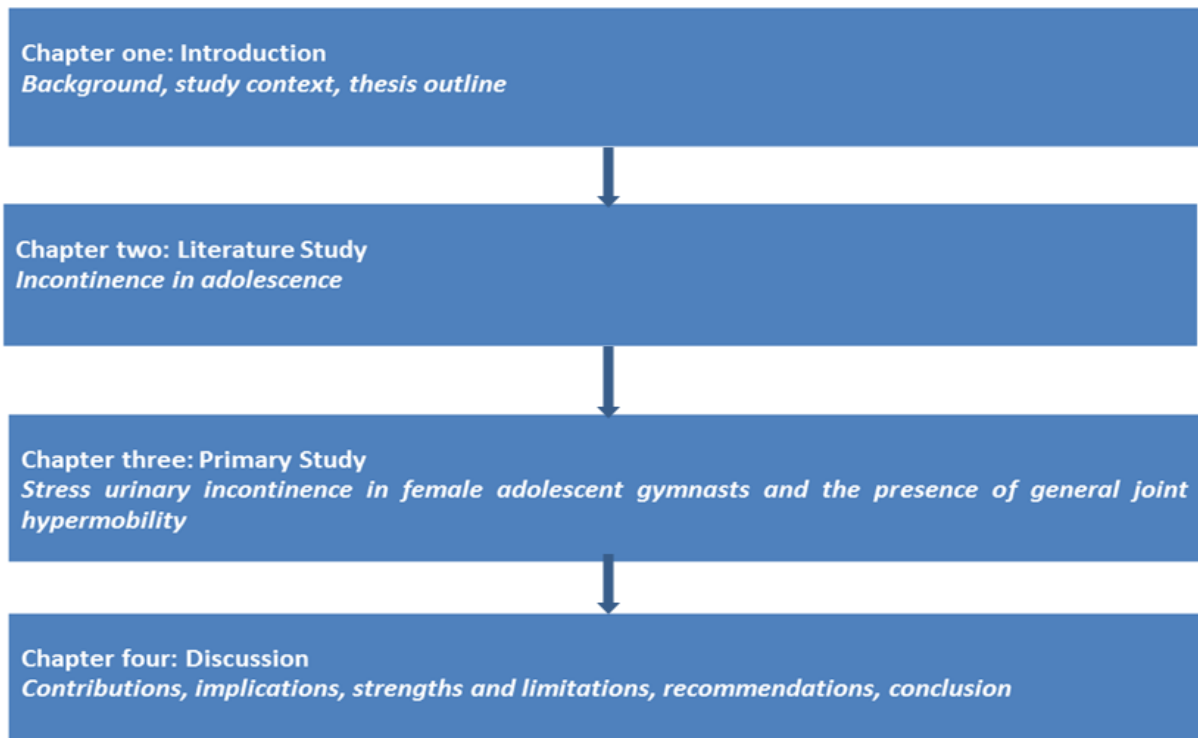 Chapter one: Introduction
Background, study context, thesis outline
Chapter two: Literature Study
Incontinence in adolescence
Chapter three: Primary Study
Stress urinary incontinence in female adolescent gymnasts and the presence of general joint
hypermobility
Chapter four: Discussion
Contributions, implications, strengths and limitations, recommendations, conclusion